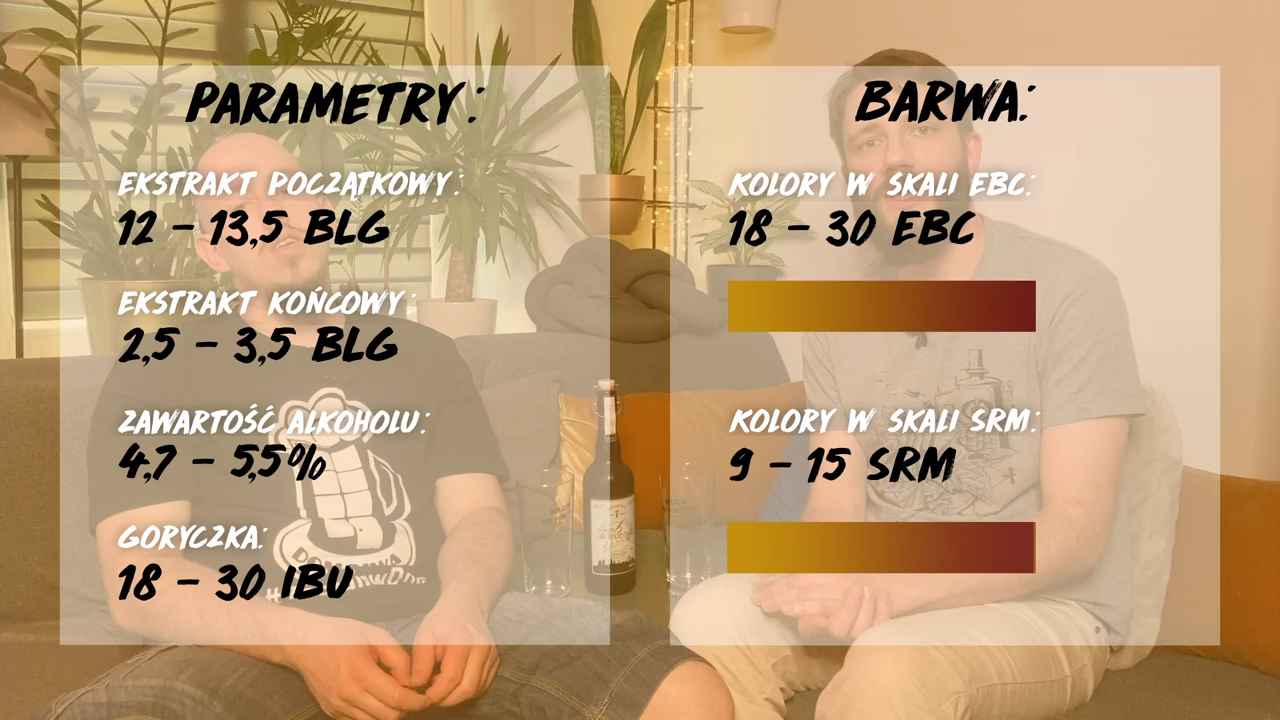 PARAMETRY:
EKSTRAKT POCZĄTKOWY:
12 – 13,5 BLG
EKSTRAKT KOŃCOWY:
2,5 – 3,5 BLG
ZAWARTOŚĆ ALKOHOLU:
4,7 – 5,5%
GORYCZKA:
18 – 30 IBU
BARWA:
KOLORY W SKALI EBC:
18 – 30 EBC
KOLORY W SKALI SRM:
9 – 15 SRM